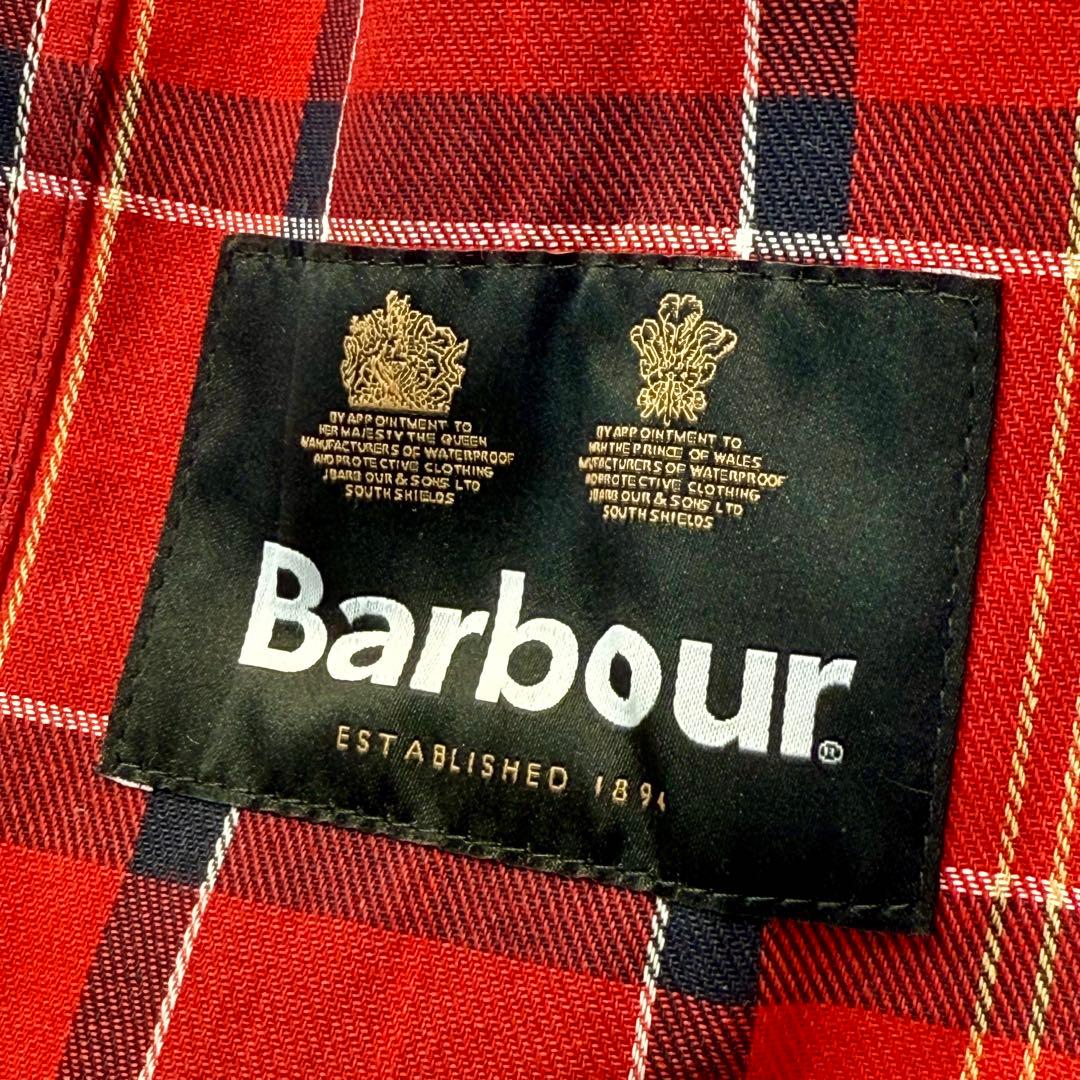 BY APPOINTMENT TO
HER MAJESTY THE QUEEN
MANUFACTURERS OF WATERPROOF
AND PROTECTIVE CLOTHING
J BARBOUR & SONS LTD
SOUTH SHIELDS
BY APPOINTMENT TO
HRH THE PRINCE OF WALES
MANUFACTURERS OF WATERPROOF
AND PROTECTIVE CLOTHING
J BARBOUR & SONS LTD
SOUTH SHIELDS
Barbour®
ESTABLISHED 1894